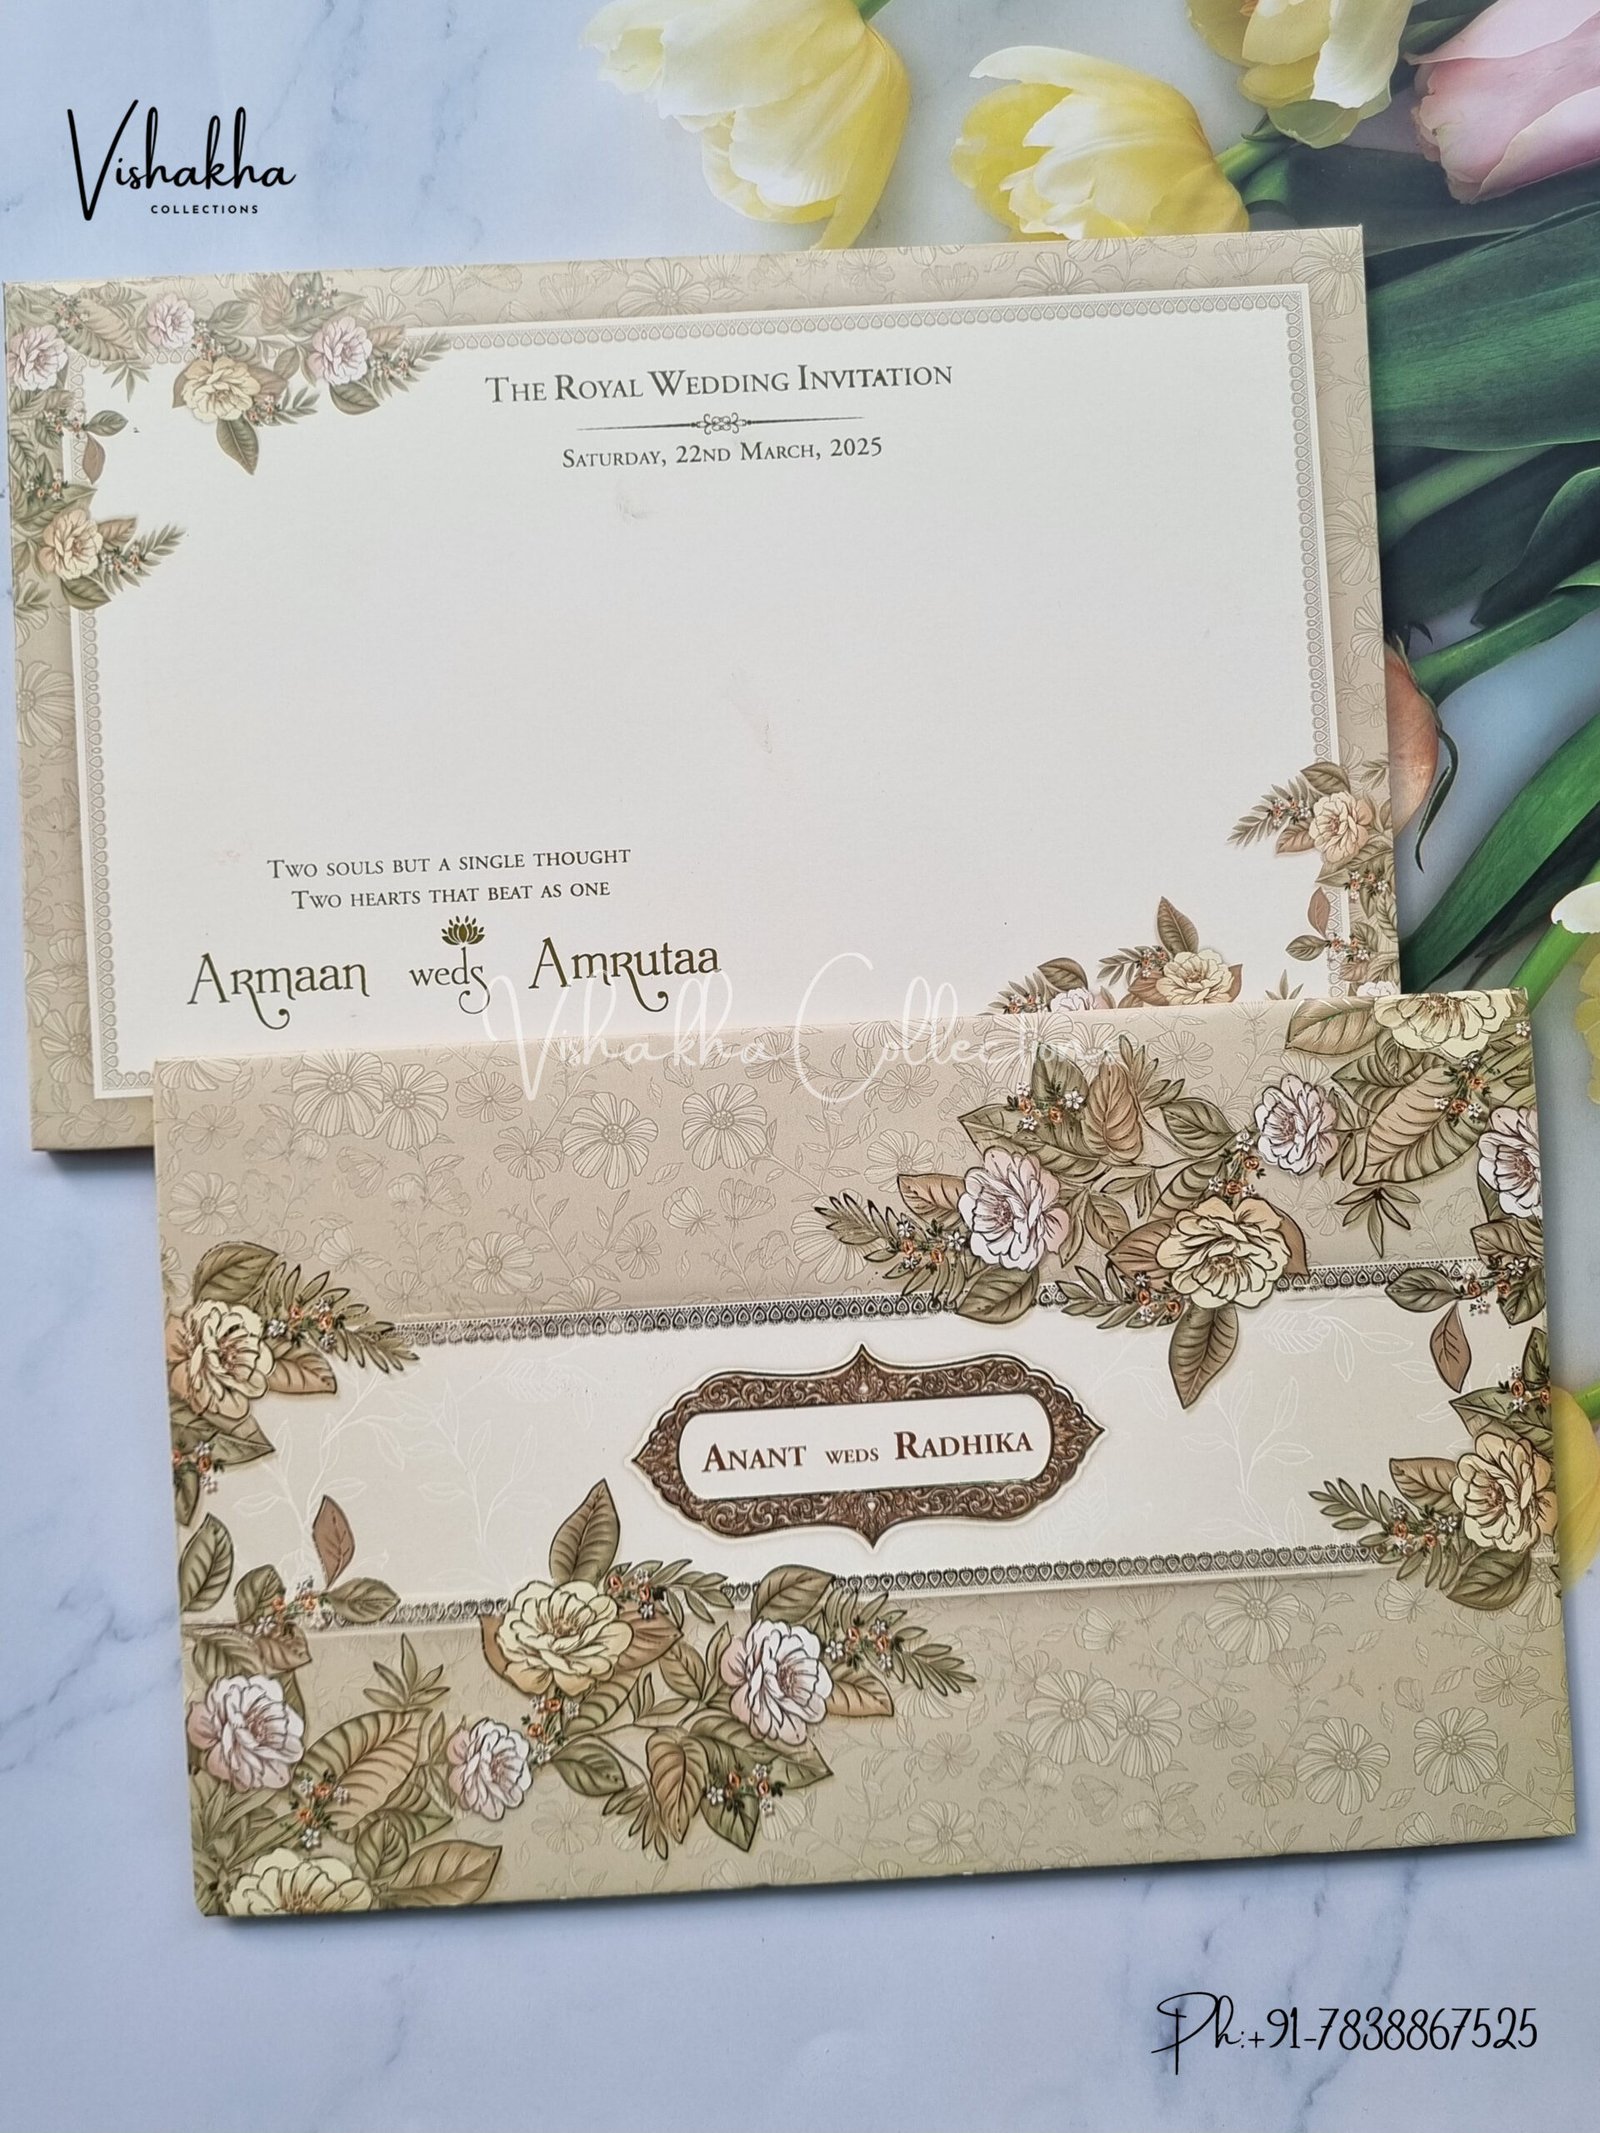 Vishakha
COLLECTIONS
THE ROYAL WEDDING INVITATION
SATURDAY, 22ND MARCH, 2025
TWO SOULS BUT A SINGLE THOUGHT
TWO HEARTS THAT BEAT AS ONE
ARMAAN weds AMRUTAA
Vishakha Collections
ANANT WEDS RADHIKA
Ph:+91-7838867525